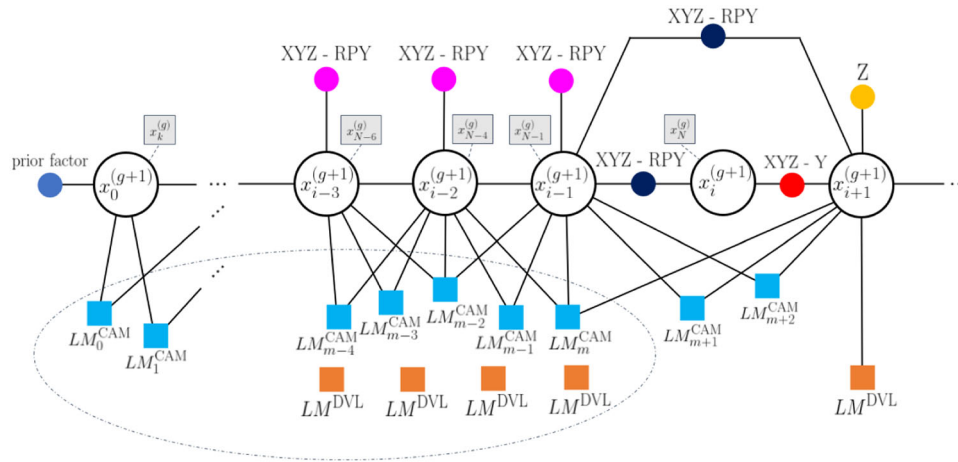 XYZ - RPY
XYZ - RPY XYZ - RPY XYZ - RPY
Z
x_k^{(g)} x_{N-6}^{(g)} x_{N-4}^{(g)} x_{N-1}^{(g)} x_N^{(g)}
prior factor
XYZ - RPY XYZ - Y
x_0^{(g+1)} ... x_{i-3}^{(g+1)} x_{i-2}^{(g+1)} x_{i-1}^{(g+1)} x_i^{(g+1)} x_{i+1}^{(g+1)} ...
...
...
LM_0^{CAM} LM_1^{CAM} LM_{m-4}^{CAM} LM_{m-3}^{CAM} LM_{m-2}^{CAM} LM_{m-1}^{CAM} LM_m^{CAM} LM_{m+1}^{CAM} LM_{m+2}^{CAM}
LM^{DVL} LM^{DVL} LM^{DVL} LM^{DVL} LM^{DVL}